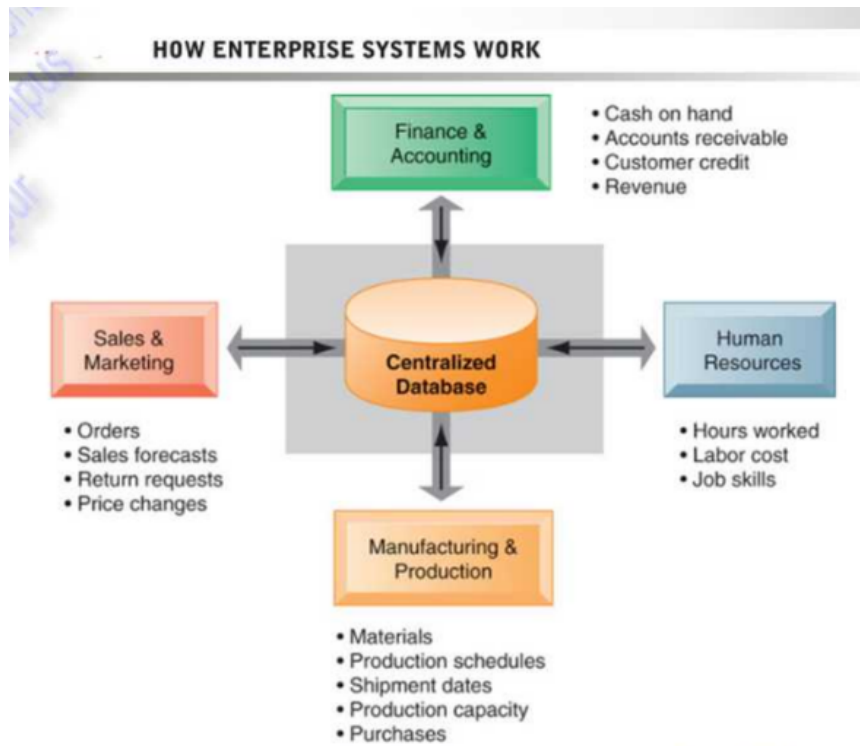 HOW ENTERPRISE SYSTEMS WORK
Finance &
Accounting
• Cash on hand
• Accounts receivable
• Customer credit
• Revenue
Sales &
Marketing
• Orders
• Sales forecasts
• Return requests
• Price changes
Centralized
Database
Human
Resources
• Hours worked
• Labor cost
• Job skills
Manufacturing &
Production
• Materials
• Production schedules
• Shipment dates
• Production capacity
• Purchases